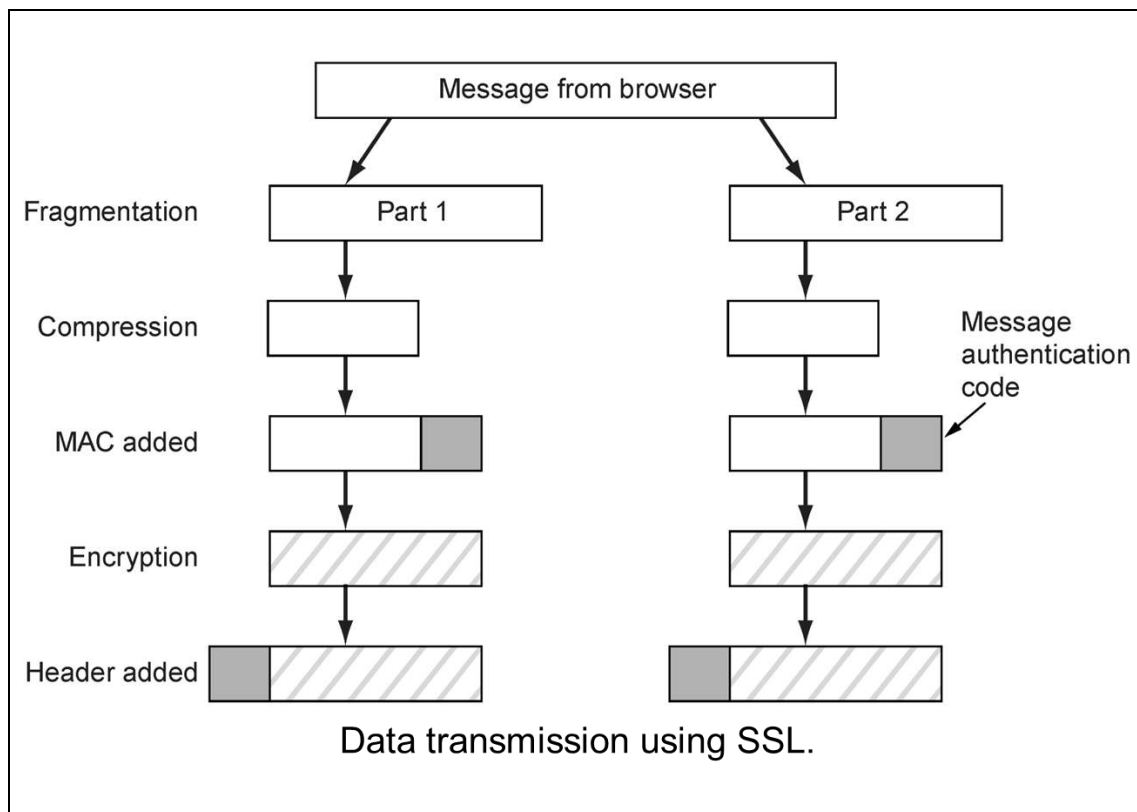 Message from browser
Fragmentation
Part 1
Part 2
Compression
Message
authentication
code
MAC added
Encryption
Header added
Data transmission using SSL.